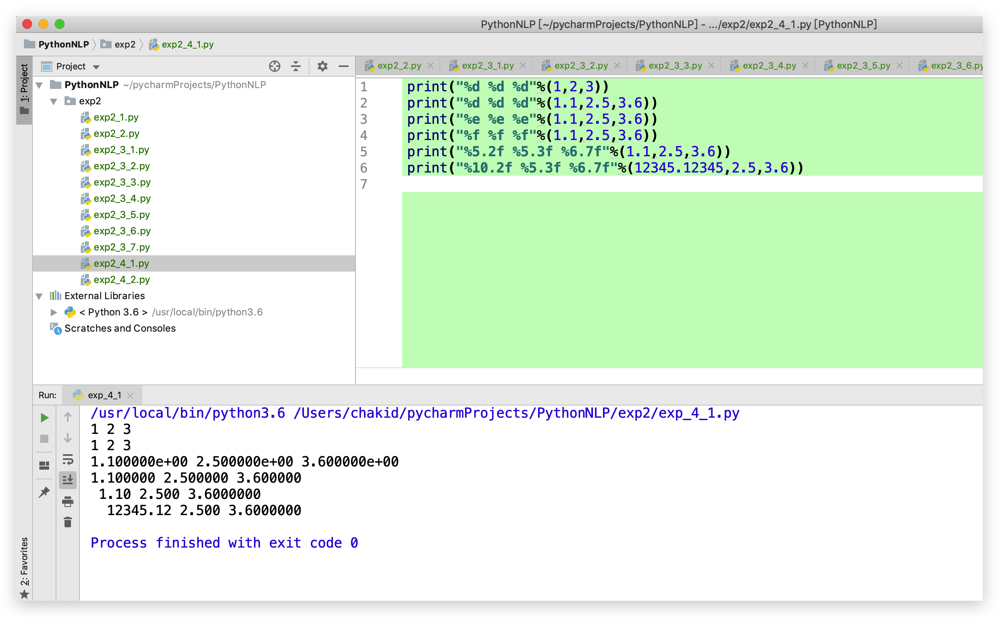 PythonNLP [~/pycharmProjects/PythonNLP] - .../exp2/exp2_4_1.py [PythonNLP]
PythonNLP exp2 exp2_4_1.py
1: Project
Project
PythonNLP ~/pycharmProjects/PythonNLP
exp2
exp2_1.py
exp2_2.py
exp2_3_1.py
exp2_3_2.py
exp2_3_3.py
exp2_3_4.py
exp2_3_5.py
exp2_3_6.py
exp2_3_7.py
exp2_4_1.py
exp2_4_2.py
External Libraries
< Python 3.6 > /usr/local/bin/python3.6
Scratches and Consoles
exp2_2.py exp2_3_1.py exp2_3_2.py exp2_3_3.py exp2_3_4.py exp2_3_5.py exp2_3_6.py
1 print("%d %d %d"%(1,2,3))
2 print("%d %d %d"%(1.1,2.5,3.6))
3 print("%e %e %e"%(1.1,2.5,3.6))
4 print("%f %f %f"%(1.1,2.5,3.6))
5 print("%5.2f %5.3f %6.7f"%(1.1,2.5,3.6))
6 print("%10.2f %5.3f %6.7f"%(12345.12345,2.5,3.6))
7
Run: exp_4_1
/usr/local/bin/python3.6 /Users/chakid/pycharmProjects/PythonNLP/exp2/exp_4_1.py
1 2 3
1 2 3
1.100000e+00 2.500000e+00 3.600000e+00
1.100000 2.500000 3.600000
 1.10 2.500 3.6000000
  12345.12 2.500 3.6000000
Process finished with exit code 0
2: Favorites